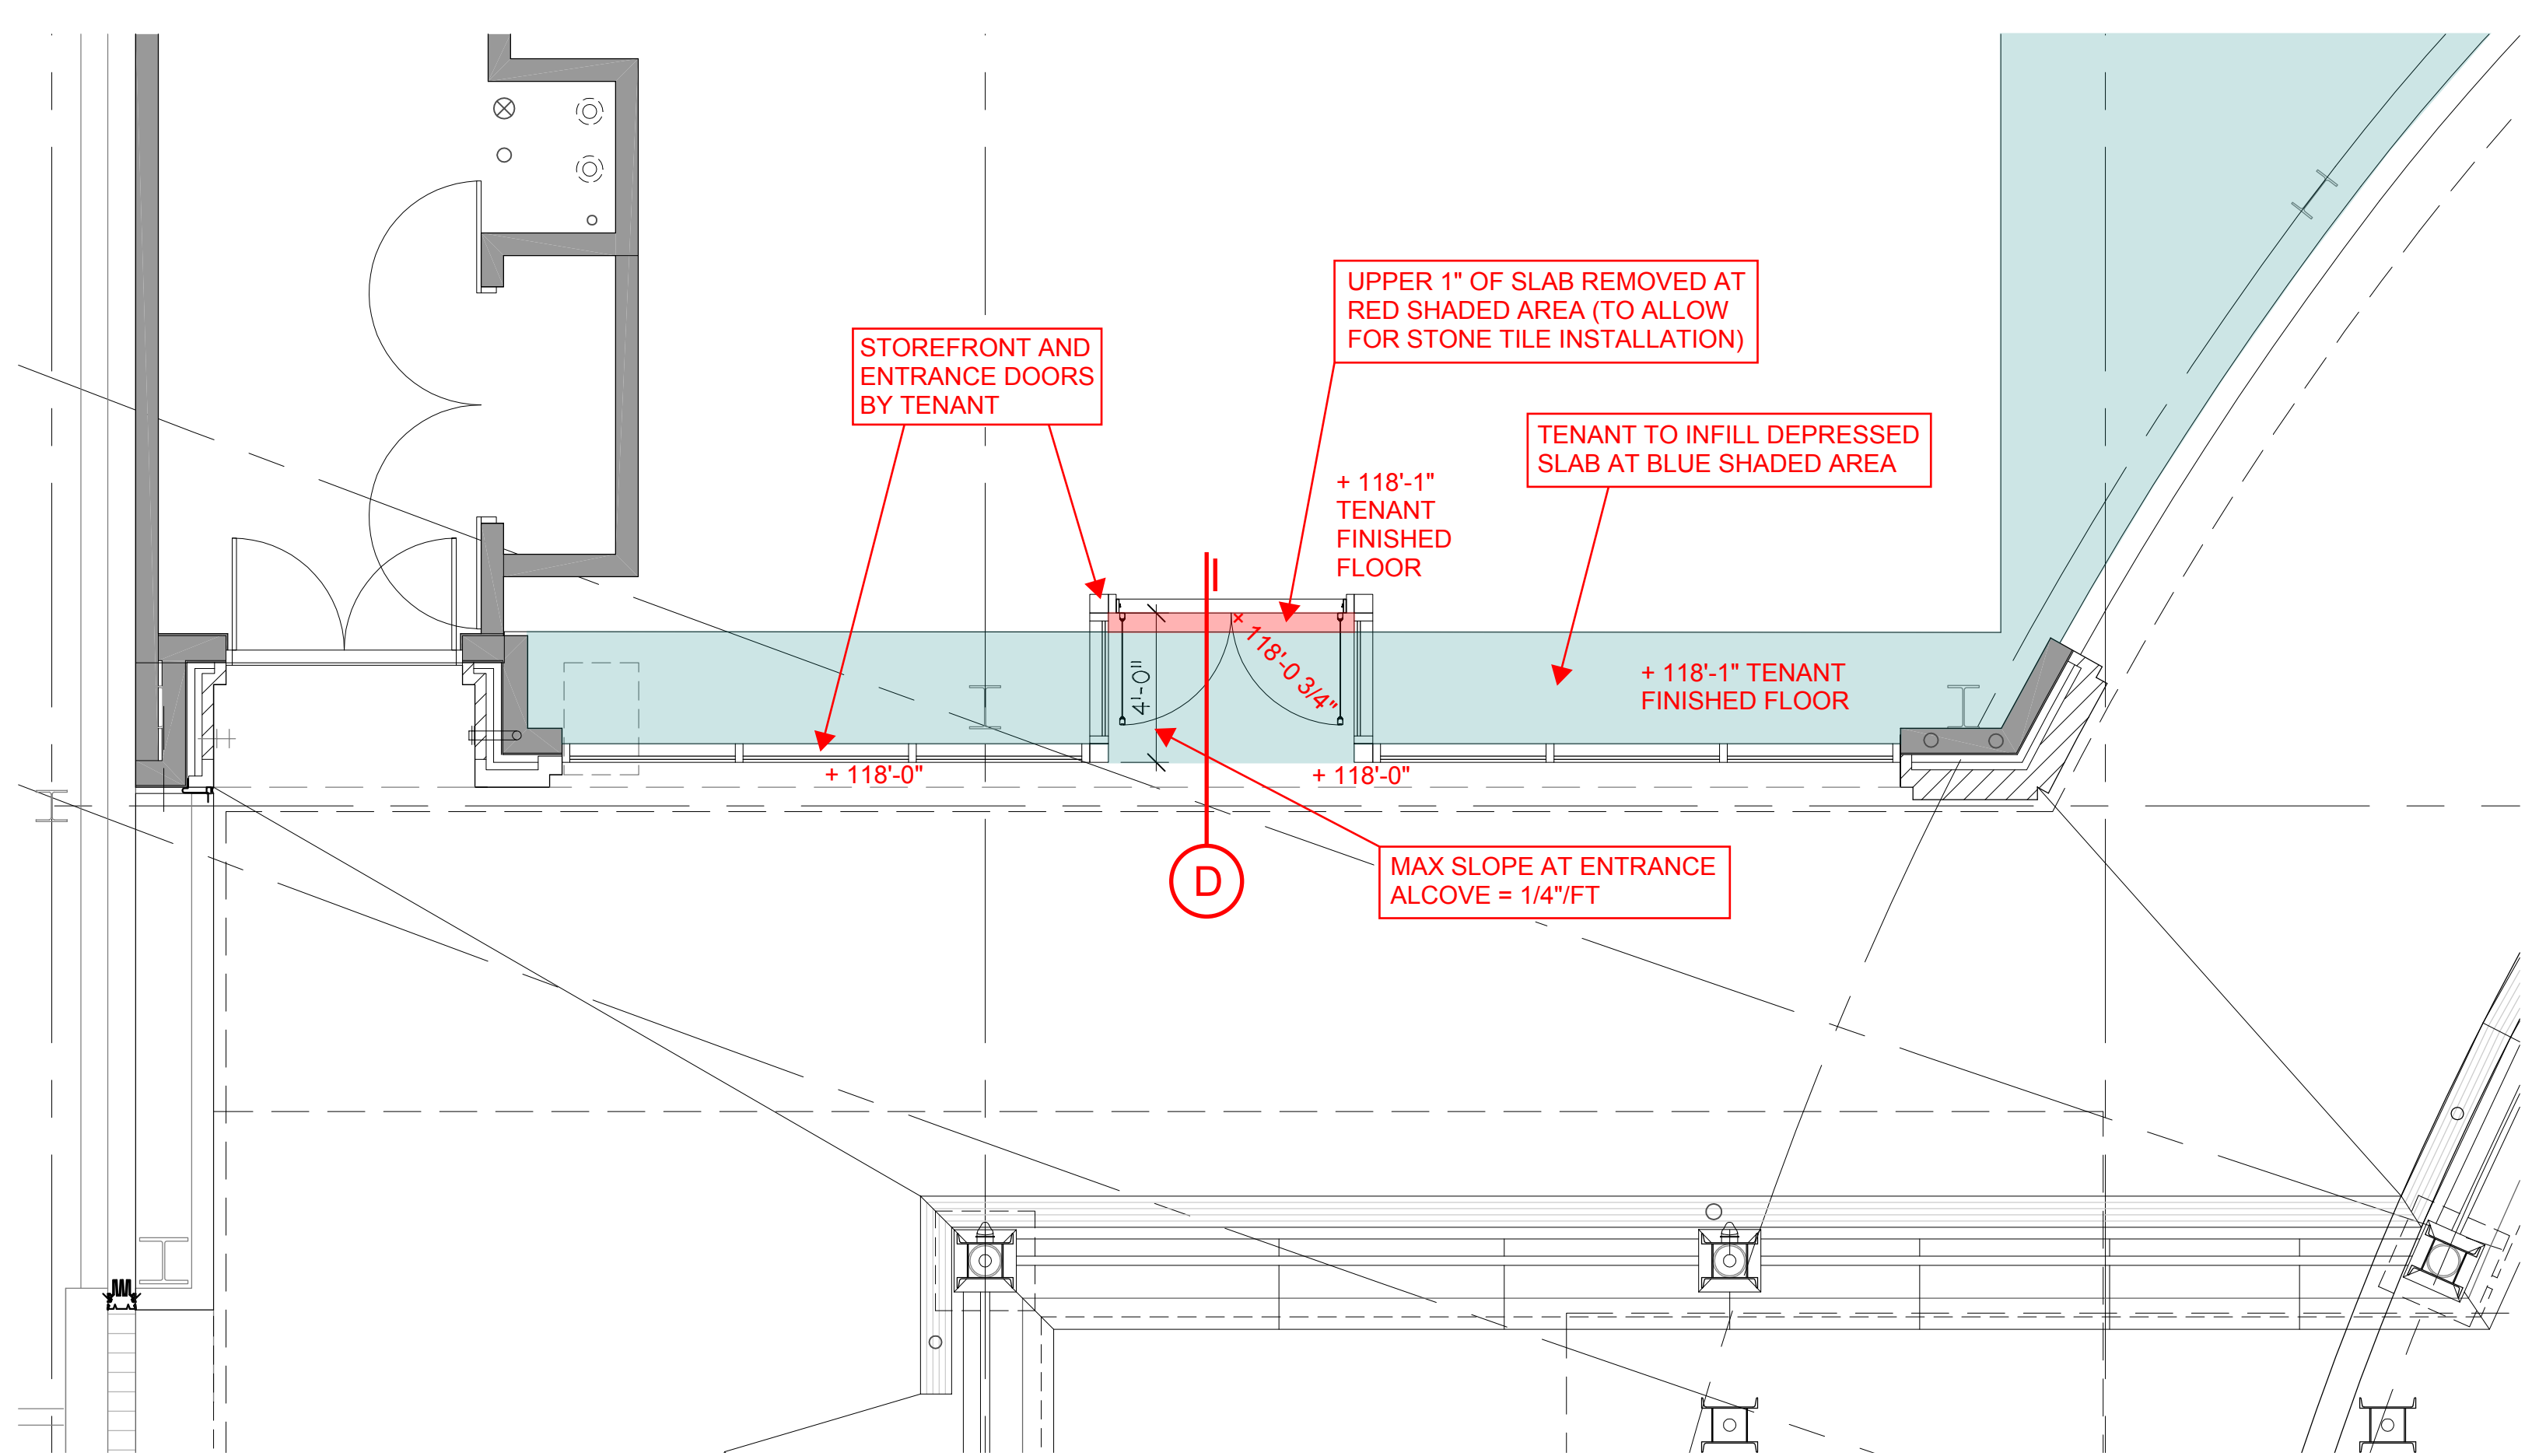 UPPER 1" OF SLAB REMOVED AT
RED SHADED AREA (TO ALLOW
FOR STONE TILE INSTALLATION)
STOREFRONT AND
ENTRANCE DOORS
BY TENANT
TENANT TO INFILL DEPRESSED
SLAB AT BLUE SHADED AREA
+ 118'-1"
TENANT
FINISHED
FLOOR
118'-0 3/4"
4'-0"
+ 118'-1" TENANT
FINISHED FLOOR
+ 118'-0"
+ 118'-0"
MAX SLOPE AT ENTRANCE
ALCOVE = 1/4"/FT
D